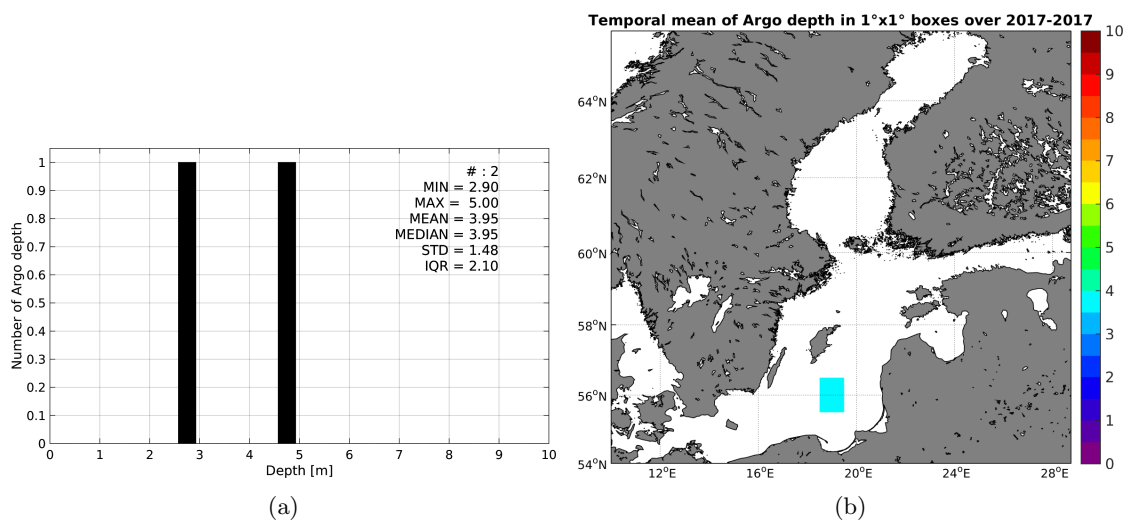 Number of Argo depth
1
0.9
0.8
0.7
0.6
0.5
0.4
0.3
0.2
0.1
0
# : 2
MIN = 2.90
MAX = 5.00
MEAN = 3.95
MEDIAN = 3.95
STD = 1.48
IQR = 2.10
0 1 2 3 4 5 6 7 8 9 10
Depth [m]
(a)
Temporal mean of Argo depth in 1°x1° boxes over 2017-2017
64°N
62°N
60°N
58°N
56°N
54°N
12°E 16°E 20°E 24°E 28°E
10
9
8
7
6
5
4
3
2
1
0
(b)